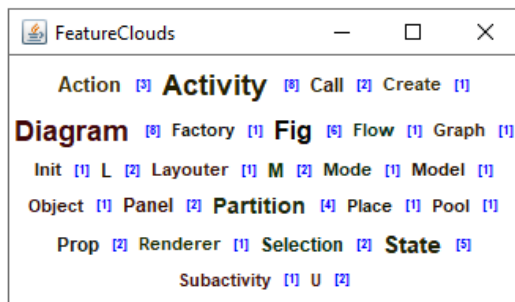 FeatureClouds
Action [3] Activity [8] Call [2] Create [1]
Diagram [8] Factory [1] Fig [6] Flow [1] Graph [1]
Init [1] L [2] Layouter [1] M [2] Mode [1] Model [1]
Object [1] Panel [2] Partition [4] Place [1] Pool [1]
Prop [2] Renderer [1] Selection [2] State [5]
Subactivity [1] U [2]